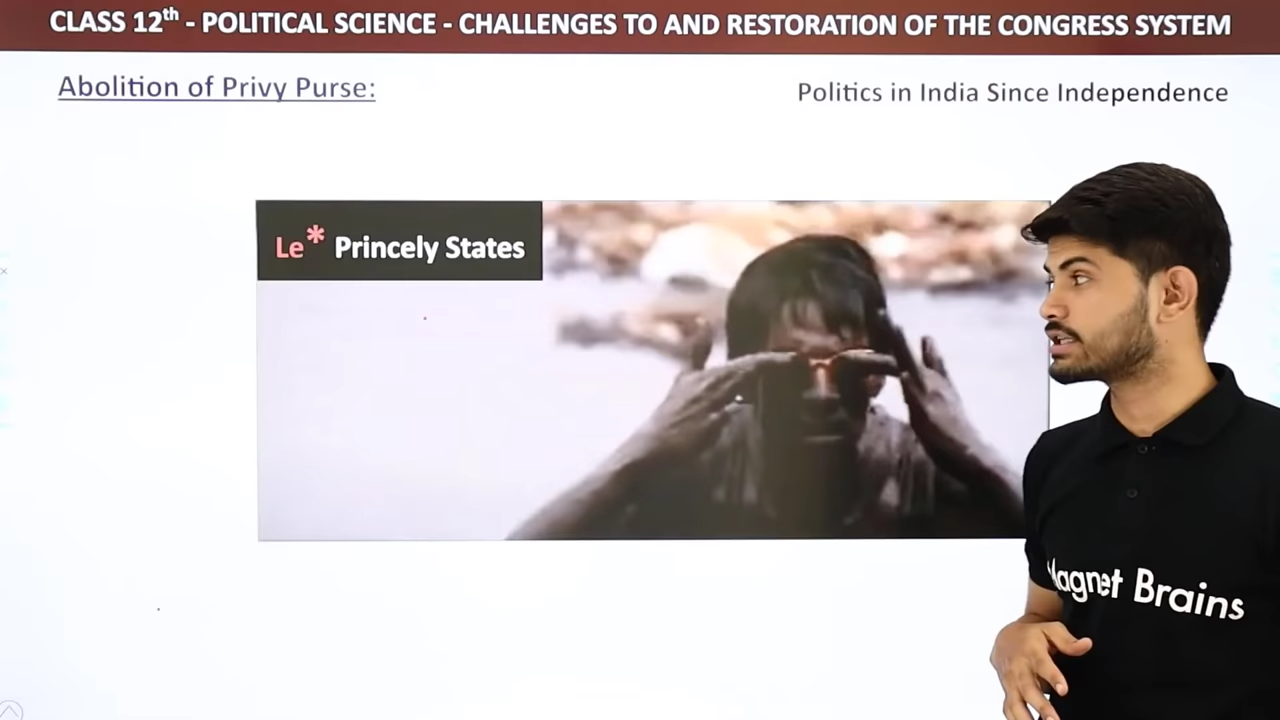 CLASS 12th - POLITICAL SCIENCE - CHALLENGES TO AND RESTORATION OF THE CONGRESS SYSTEM
Abolition of Privy Purse:
Politics in India Since Independence
Le* Princely States
Magnet Brains